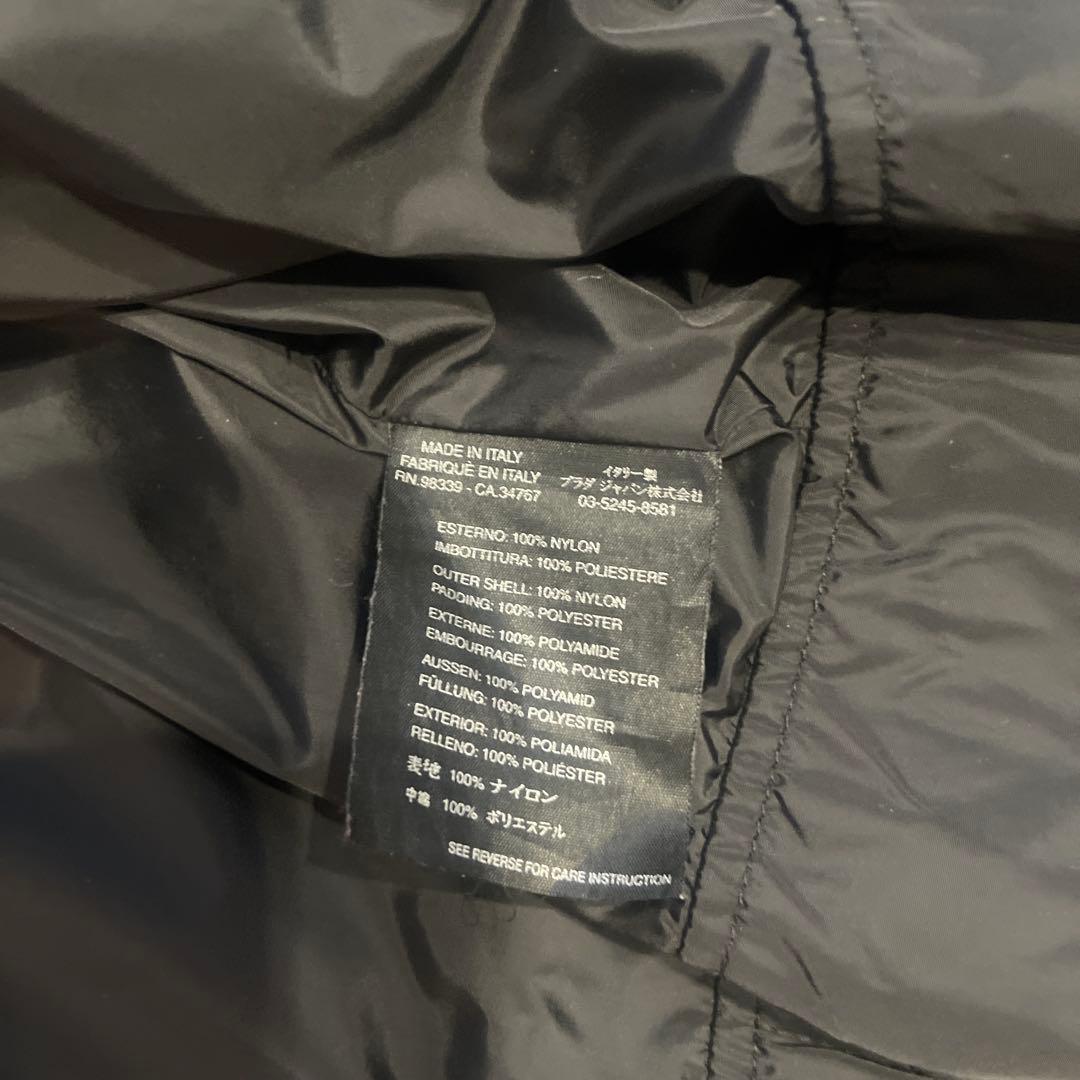 MADE IN ITALY
FABRIQUÈ EN ITALY
RN.98339 - CA.34767
イタリー製
プラダ ジャパン株式会社
03-5245-8581
ESTERNO: 100% NYLON
IMBOTTITURA: 100% POLIESTERE
OUTER SHELL: 100% NYLON
PADDING: 100% POLYESTER
EXTERNE: 100% POLYAMIDE
EMBOURRAGE: 100% POLYESTER
AUSSEN: 100% POLYAMID
FÜLLUNG: 100% POLYESTER
EXTERIOR: 100% POLIAMIDA
RELLENO: 100% POLIÉSTER
表地 100% ナイロン
中綿 100% ポリエステル
SEE REVERSE FOR CARE INSTRUCTION